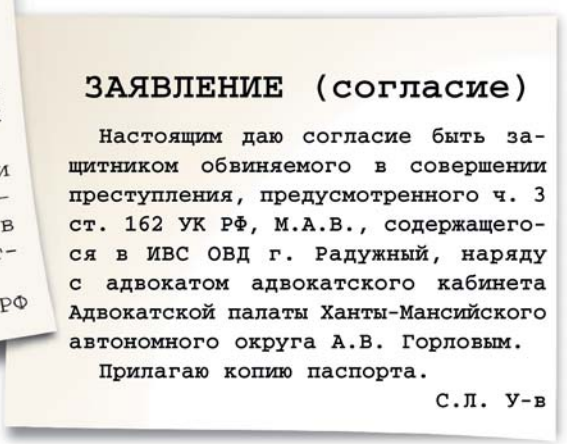 ЗАЯВЛЕНИЕ (согласие)
Настоящим даю согласие быть за-
щитником обвиняемого в совершении
преступления, предусмотренного ч. 3
ст. 162 УК РФ, М.А.В., содержащего-
ся в ИВС ОВД г. Радужный, наряду
с адвокатом адвокатского кабинета
Адвокатской палаты Ханты-Мансийского
автономного округа А.В. Горловым.
Прилагаю копию паспорта.
С.Л. У-в
и
в
РФ